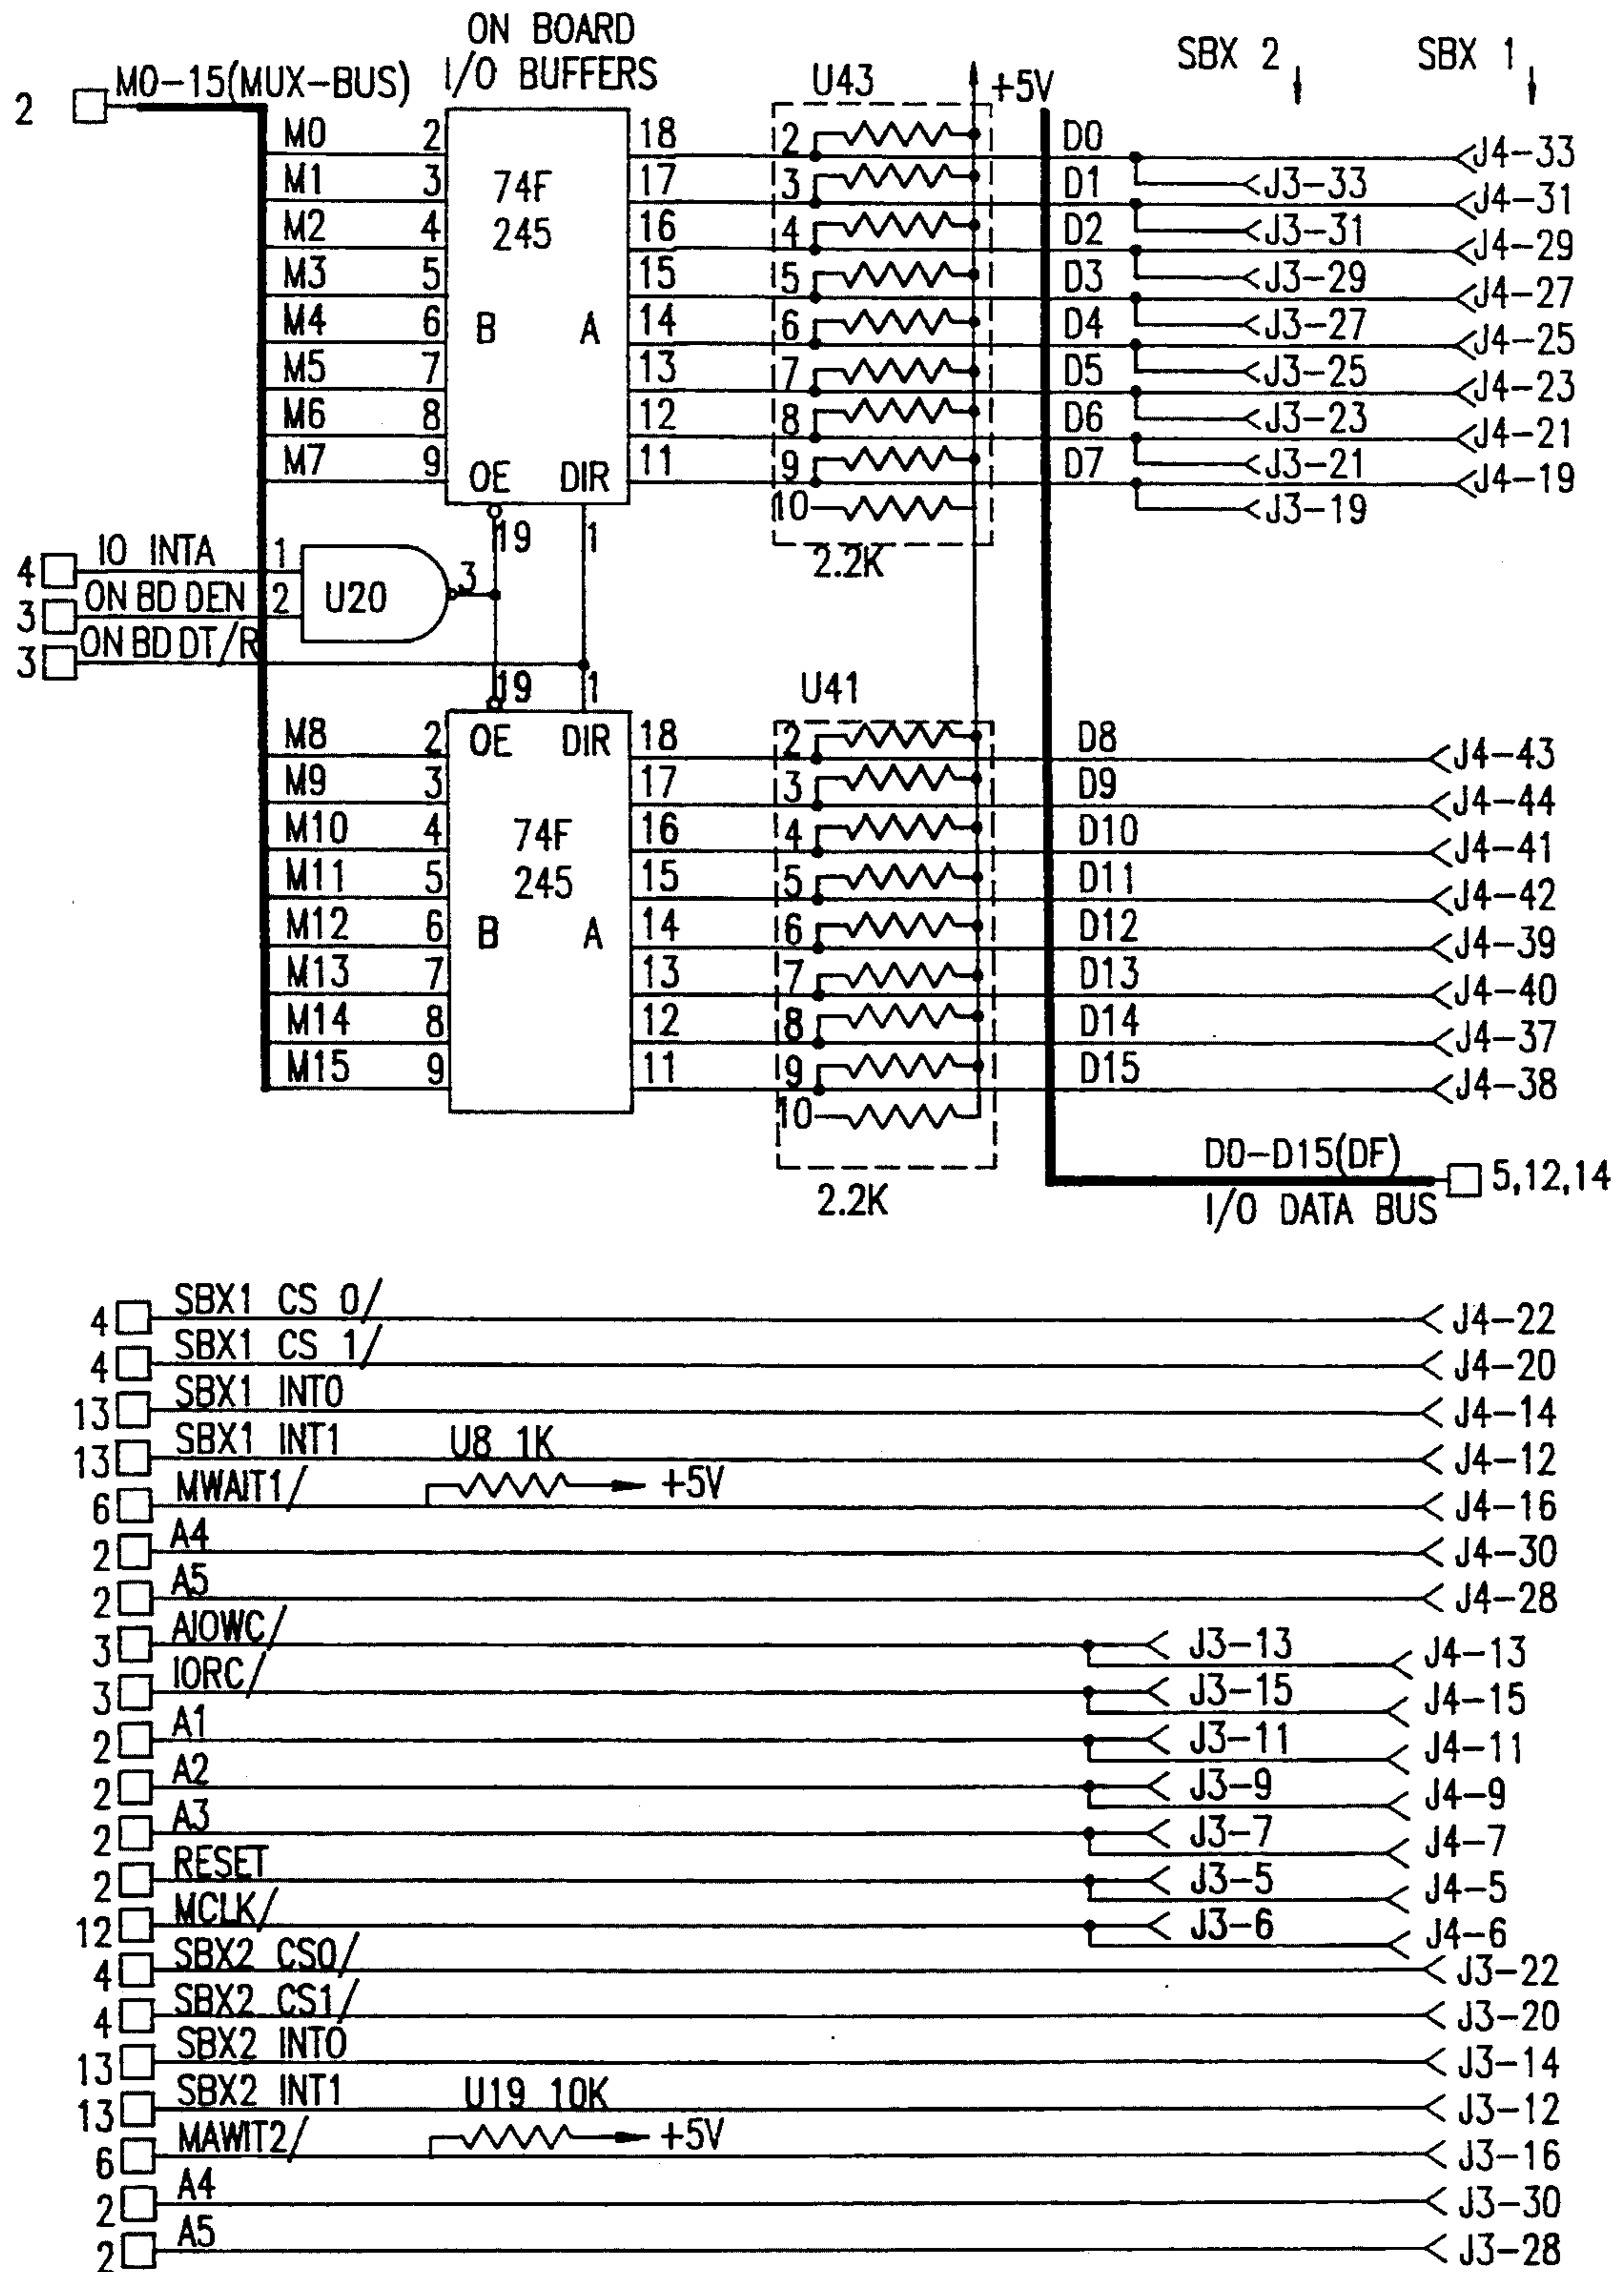 ON BOARD
I/O BUFFERS
SBX 2
SBX 1
2 M0-15(MUX-BUS)
U43
+5V
M0 2 18 2 D0 J4-33
J3-33
M1 3 17 3 D1 J4-31
J3-31
M2 4 16 4 D2 J4-29
J3-29
M3 5 15 5 D3 J4-27
J3-27
M4 6 14 6 D4 J4-25
J3-25
M5 7 13 7 D5 J4-23
J3-23
M6 8 12 8 D6 J4-21
J3-21
M7 9 11 9 D7 J4-19
J3-19
74F
245
B A
OE DIR
10
2.2K
19 1
4 IO INTA 1
3 ON BD DEN 2
U20 3
3 ON BD DT/R
19 1
U41
OE DIR
M8 2 18 2 D8 J4-43
M9 3 17 3 D9 J4-44
M10 4 16 4 D10 J4-41
M11 5 15 5 D11 J4-42
M12 6 14 6 D12 J4-39
M13 7 13 7 D13 J4-40
M14 8 12 8 D14 J4-37
M15 9 11 9 D15 J4-38
74F
245
B A
10
2.2K
D0-D15(DF)
I/O DATA BUS
5,12,14
4 SBX1 CS 0/ J4-22
4 SBX1 CS 1/ J4-20
13 SBX1 INT0 J4-14
13 SBX1 INT1 J4-12
U8 1K
+5V
6 MWAIT1/ J4-16
2 A4 J4-30
2 A5 J4-28
3 AIOWC/ J3-13 J4-13
3 IORC/ J3-15 J4-15
2 A1 J3-11 J4-11
2 A2 J3-9 J4-9
2 A3 J3-7 J4-7
2 RESET J3-5 J4-5
12 MCLK/ J3-6 J4-6
4 SBX2 CS0/ J3-22
4 SBX2 CS1/ J3-20
13 SBX2 INT0 J3-14
13 SBX2 INT1 J3-12
U19 10K
+5V
6 MAWIT2/ J3-16
2 A4 J3-30
2 A5 J3-28